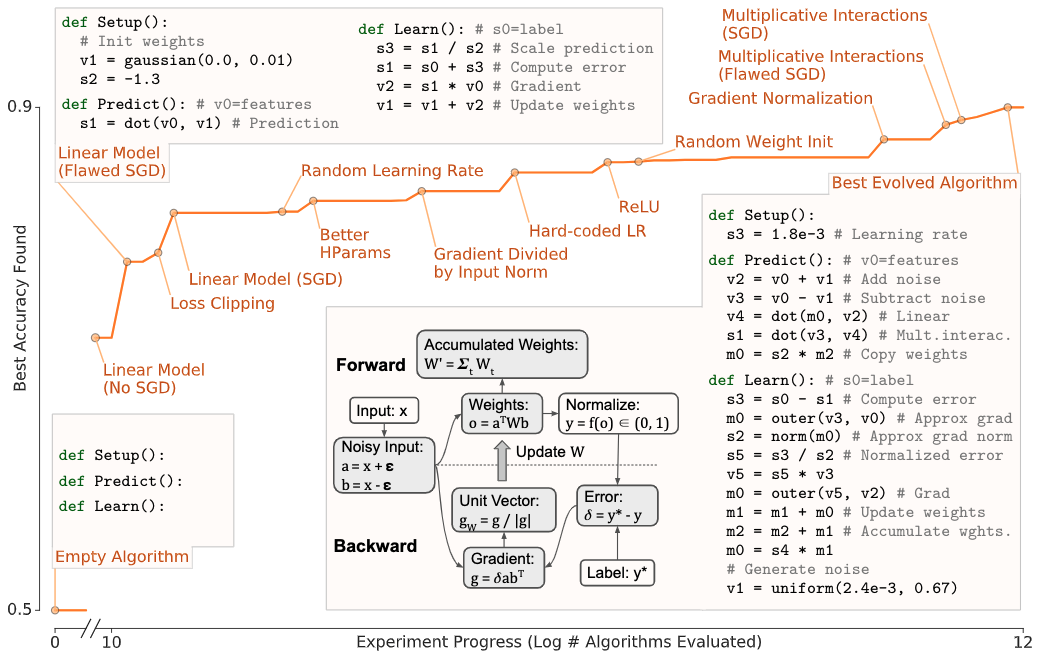 def Setup():
# Init weights
v1 = gaussian(0.0, 0.01)
s2 = -1.3
def Predict(): # v0=features
s1 = dot(v0, v1) # Prediction
def Learn(): # s0=label
s3 = s1 / s2 # Scale prediction
s1 = s0 + s3 # Compute error
v2 = s1 * v0 # Gradient
v1 = v1 + v2 # Update weights
Multiplicative Interactions
(SGD)
Multiplicative Interactions
(Flawed SGD)
Gradient Normalization
0.9
Linear Model
(Flawed SGD)
Random Learning Rate
Random Weight Init
Best Evolved Algorithm
ReLU
Hard-coded LR
Better
HParams
Gradient Divided
by Input Norm
Linear Model (SGD)
Loss Clipping
Linear Model
(No SGD)
Best Accuracy Found
def Setup():
def Predict():
def Learn():
Empty Algorithm
0.5
Forward
Accumulated Weights:
W' = Σt Wt
Input: x
Weights:
o = aᵀWb
Normalize:
y = f(o) ∈ (0, 1)
Noisy Input:
a = x + ε
b = x - ε
Update W
Unit Vector:
gW = g / |g|
Error:
δ = y* - y
Backward
Gradient:
g = δabᵀ
Label: y*
def Setup():
s3 = 1.8e-3 # Learning rate
def Predict(): # v0=features
v2 = v0 + v1 # Add noise
v3 = v0 - v1 # Subtract noise
v4 = dot(m0, v2) # Linear
s1 = dot(v3, v4) # Mult.interac.
m0 = s2 * m2 # Copy weights
def Learn(): # s0=label
s3 = s0 - s1 # Compute error
m0 = outer(v3, v0) # Approx grad
s2 = norm(m0) # Approx grad norm
s5 = s3 / s2 # Normalized error
v5 = s5 * v3
m0 = outer(v5, v2) # Grad
m1 = m1 + m0 # Update weights
m2 = m2 + m1 # Accumulate wghts.
m0 = s4 * m1
# Generate noise
v1 = uniform(2.4e-3, 0.67)
0
10
Experiment Progress (Log # Algorithms Evaluated)
12